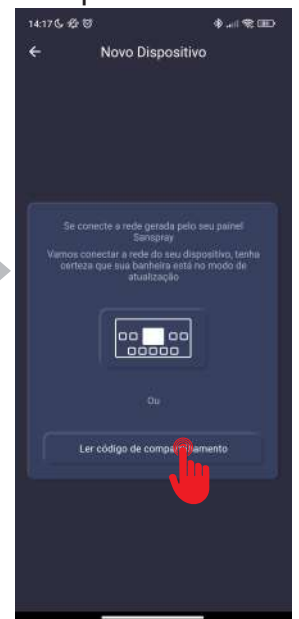 14:17
Novo Dispositivo
Se conecte a rede gerada pelo seu painel
Sanspray
Vamos conectar a rede do seu dispositivo, tenha
certeza que sua banheira está no modo de
atualização
Ou
Ler código de compartilhamento